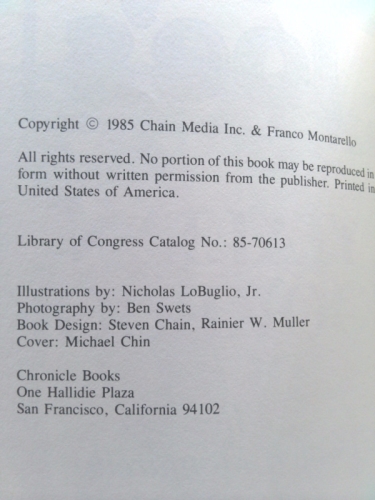 Copyright © 1985 Chain Media Inc. & Franco Montarello
All rights reserved. No portion of this book may be reproduced in
form without written permission from the publisher. Printed in
United States of America.
Library of Congress Catalog No.: 85-70613
Illustrations by: Nicholas LoBuglio, Jr.
Photography by: Ben Swets
Book Design: Steven Chain, Rainier W. Muller
Cover: Michael Chin
Chronicle Books
One Hallidie Plaza
San Francisco, California 94102